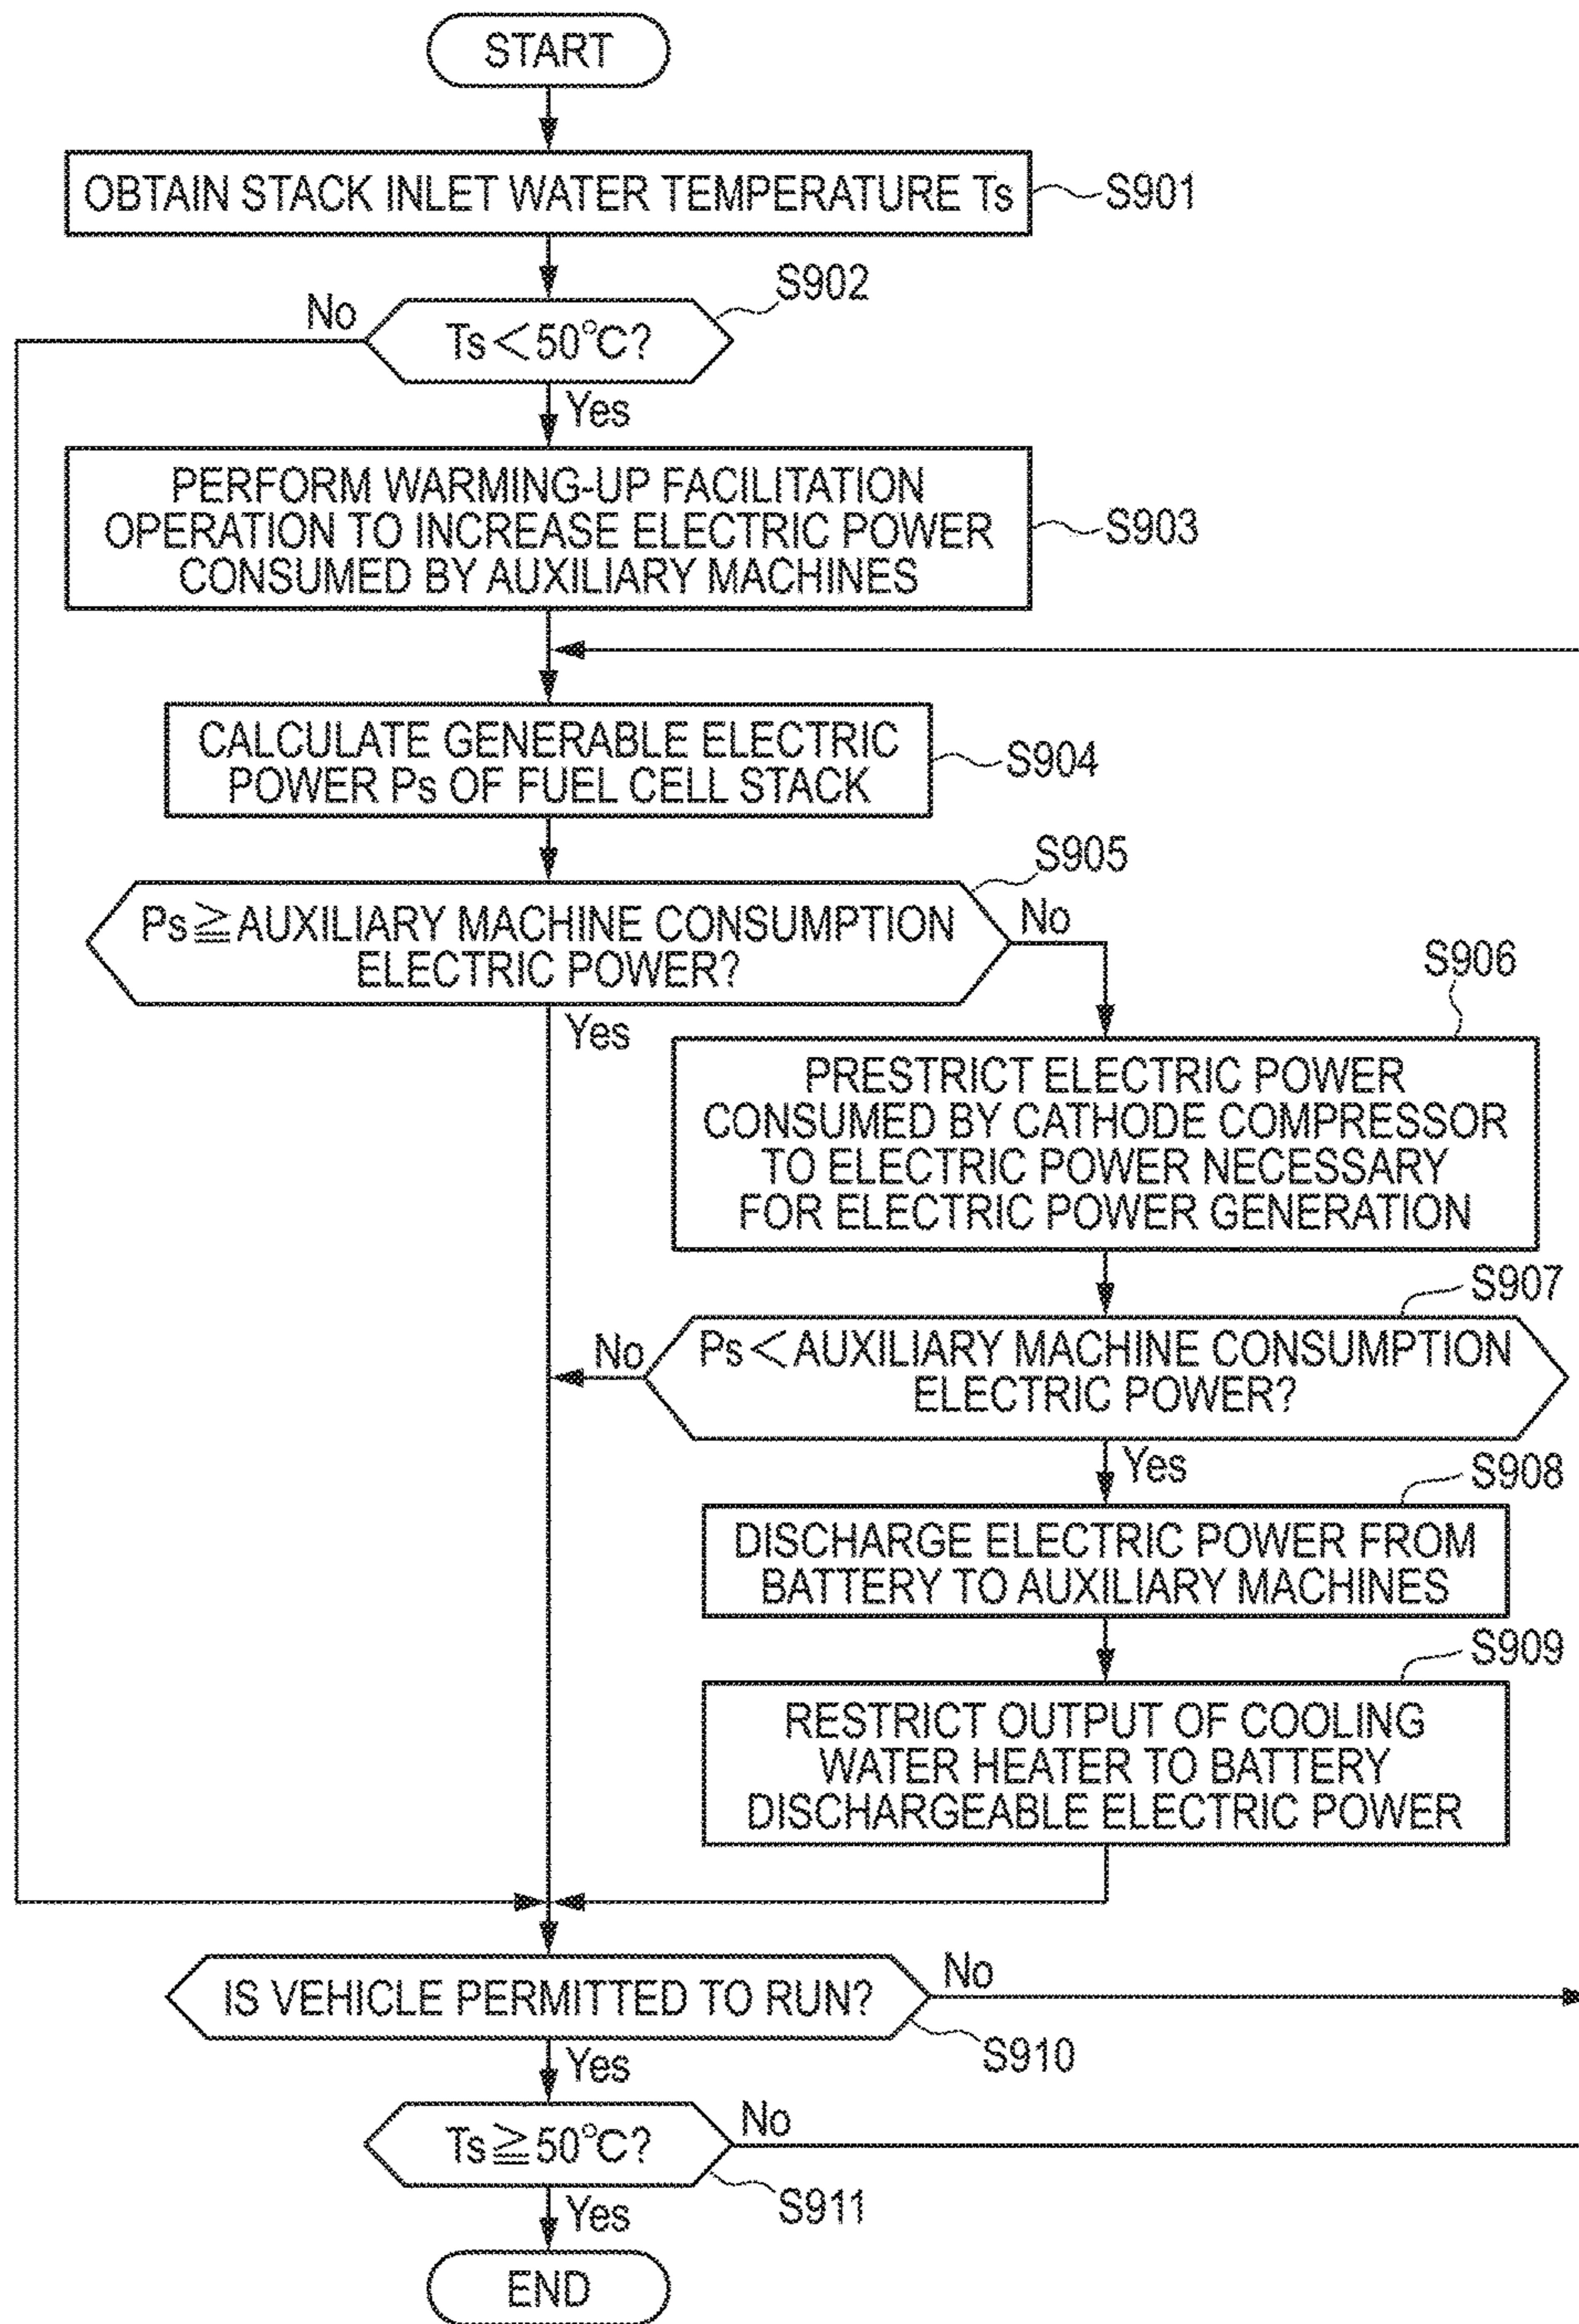 START
OBTAIN STACK INLET WATER TEMPERATURE Ts
S901
S902
No
Ts<50°C?
Yes
PERFORM WARMING-UP FACILITATION
OPERATION TO INCREASE ELECTRIC POWER
CONSUMED BY AUXILIARY MACHINES
S903
CALCULATE GENERABLE ELECTRIC
POWER Ps OF FUEL CELL STACK
S904
S905
Ps≧AUXILIARY MACHINE CONSUMPTION
ELECTRIC POWER?
No
Yes
S906
PRESTRICT ELECTRIC POWER
CONSUMED BY CATHODE COMPRESSOR
TO ELECTRIC POWER NECESSARY
FOR ELECTRIC POWER GENERATION
S907
No
Ps<AUXILIARY MACHINE CONSUMPTION
ELECTRIC POWER?
Yes
S908
DISCHARGE ELECTRIC POWER FROM
BATTERY TO AUXILIARY MACHINES
S909
RESTRICT OUTPUT OF COOLING
WATER HEATER TO BATTERY
DISCHARGEABLE ELECTRIC POWER
IS VEHICLE PERMITTED TO RUN?
No
S910
Yes
Ts≧50°C?
No
S911
Yes
END